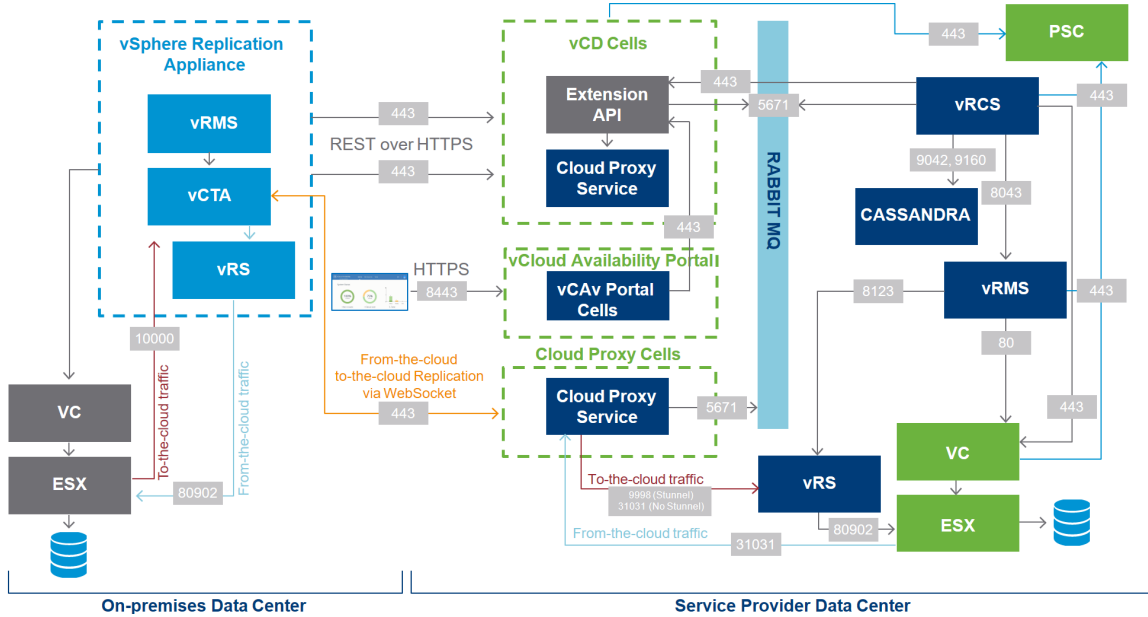 vSphere Replication
Appliance
vRMS
vCTA
vRS
443
REST over HTTPS
443
HTTPS
8443
10000
To-the-cloud traffic
From-the-cloud traffic
From-the-cloud
to-the-cloud Replication
via WebSocket
443
VC
ESX
80902
On-premises Data Center
vCD Cells
Extension
API
Cloud Proxy
Service
443
5671
443
vCloud Availability Portal
vCAv Portal
Cells
Cloud Proxy Cells
Cloud Proxy
Service
5671
RABBIT MQ
443
PSC
vRCS
443
9042, 9160
8043
CASSANDRA
8123
vRMS
443
80
443
VC
To-the-cloud traffic
9998 (Stunnel)
31031 (No Stunnel)
vRS
80902
ESX
From-the-cloud traffic
31031
Service Provider Data Center